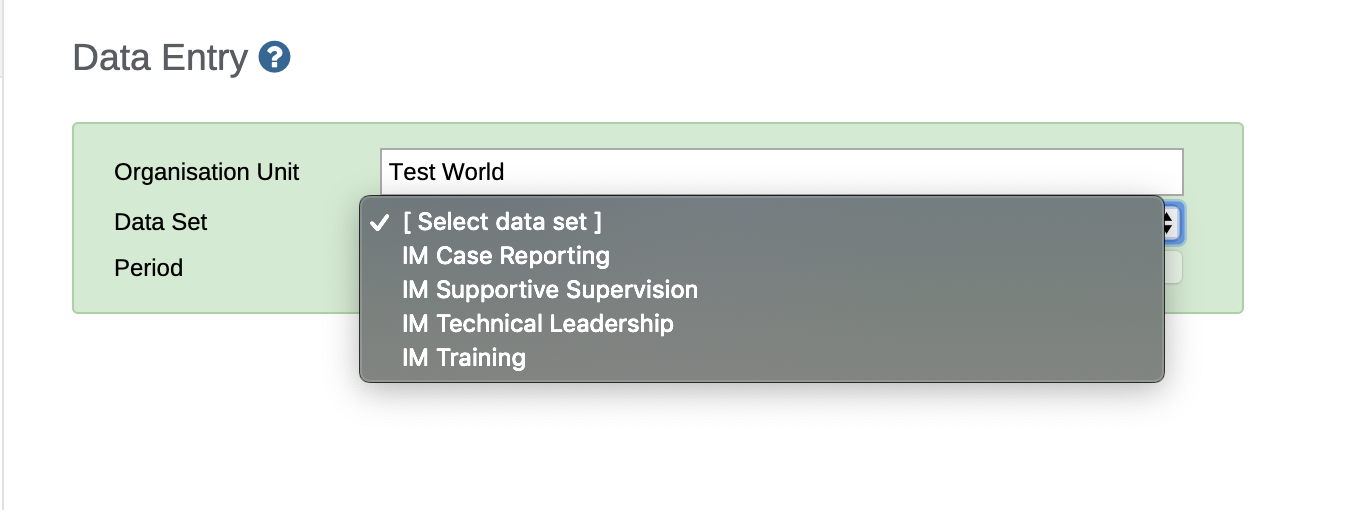 Data Entry ?
Organisation Unit Test World
Data Set
✓ [ Select data set ]
IM Case Reporting
Period
IM Supportive Supervision
IM Technical Leadership
IM Training